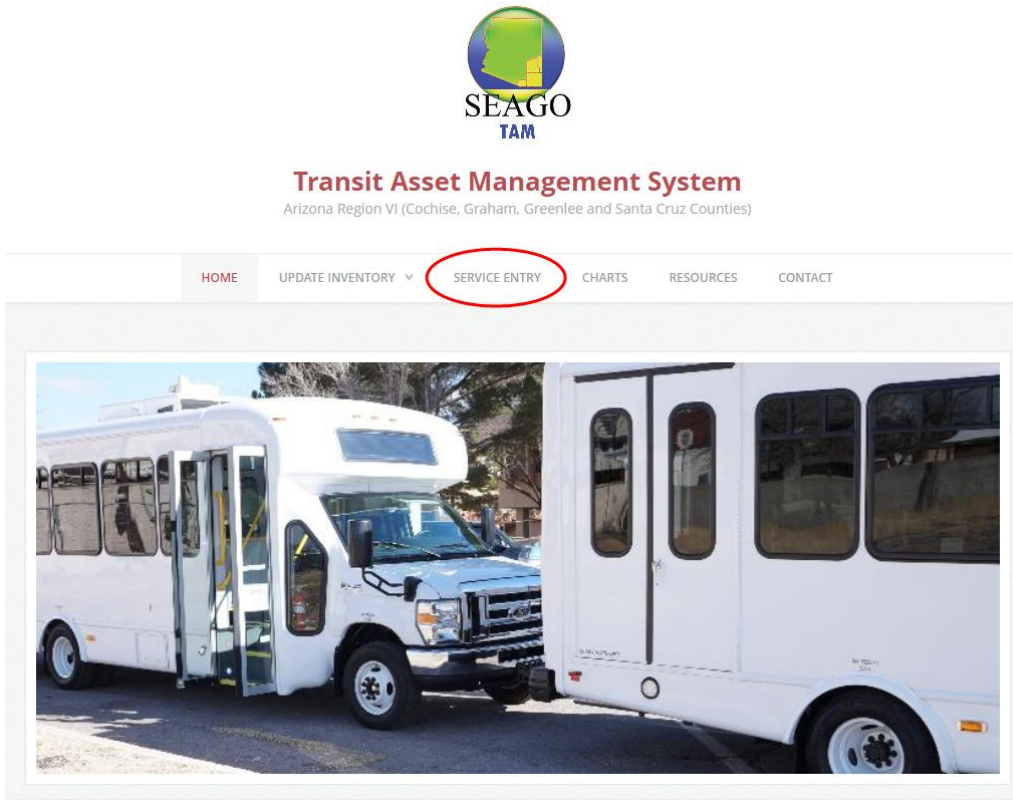 SEAGO
TAM
Transit Asset Management System
Arizona Region VI (Cochise, Graham, Greenlee and Santa Cruz Counties)
HOME UPDATE INVENTORY SERVICE ENTRY CHARTS RESOURCES CONTACT